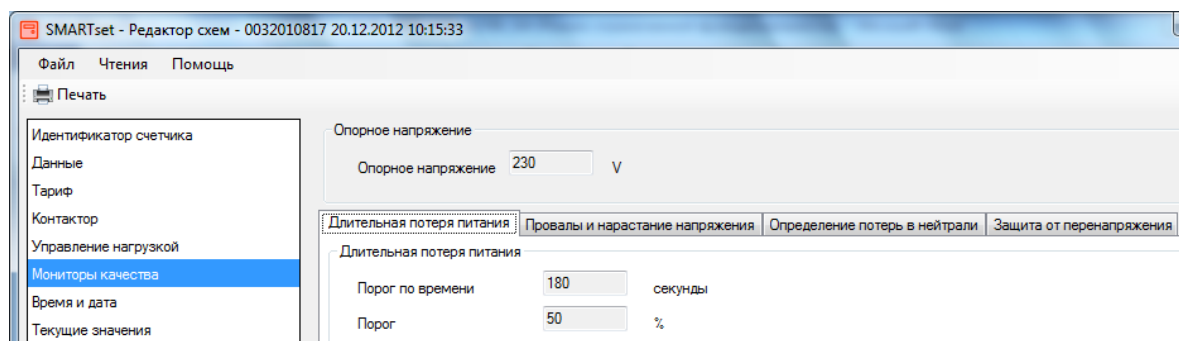 SMARTset - Редактор схем - 0032010817 20.12.2012 10:15:33
Файл Чтения Помощь
Печать
Идентификатор счетчика
Данные
Тариф
Контактор
Управление нагрузкой
Мониторы качества
Время и дата
Текущие значения
Опорное напряжение
Опорное напряжение 230 V
Длительная потеря питания Провалы и нарастание напряжения Определение потерь в нейтрали Защита от перенапряжения
Длительная потеря питания
Порог по времени 180 секунды
Порог 50 %